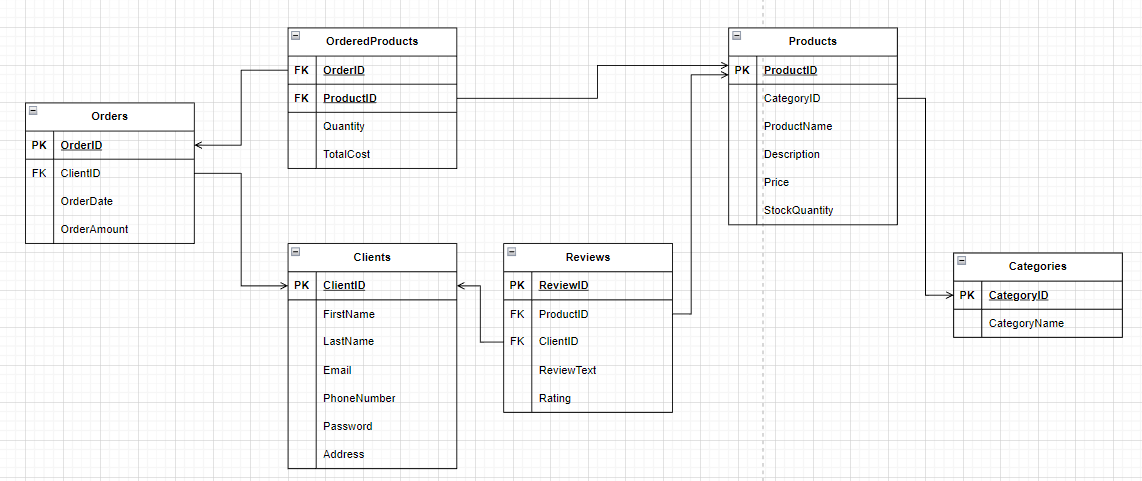 OrderedProducts
FK OrderID
FK ProductID
Quantity
TotalCost
Products
PK ProductID
CategoryID
ProductName
Description
Price
StockQuantity
Orders
PK OrderID
FK ClientID
OrderDate
OrderAmount
Clients
PK ClientID
FirstName
LastName
Email
PhoneNumber
Password
Address
Reviews
PK ReviewID
FK ProductID
FK ClientID
ReviewText
Rating
Categories
PK CategoryID
CategoryName